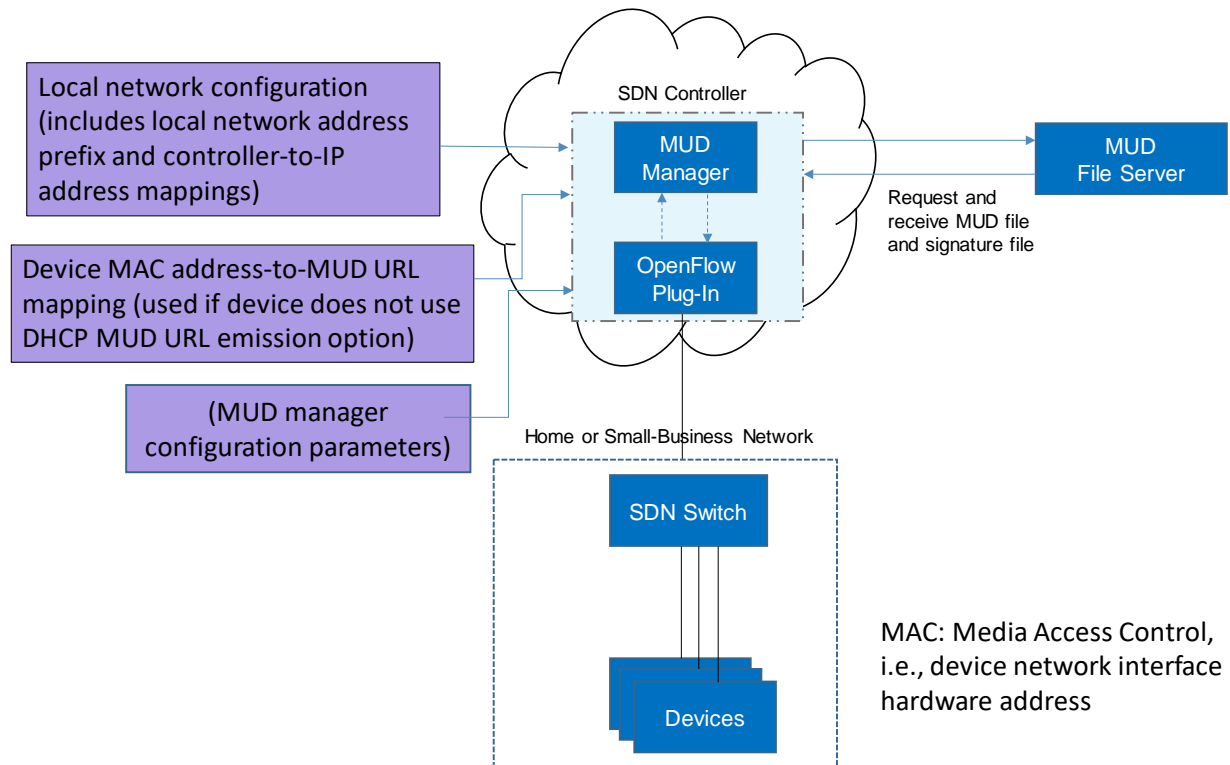 Local network configuration
(includes local network address
prefix and controller-to-IP
address mappings)
Device MAC address-to-MUD URL
mapping (used if device does not use
DHCP MUD URL emission option)
(MUD manager
configuration parameters)
SDN Controller
MUD
Manager
OpenFlow
Plug-In
MUD
File Server
Request and
receive MUD file
and signature file
Home or Small-Business Network
SDN Switch
Devices
MAC: Media Access Control,
i.e., device network interface
hardware address